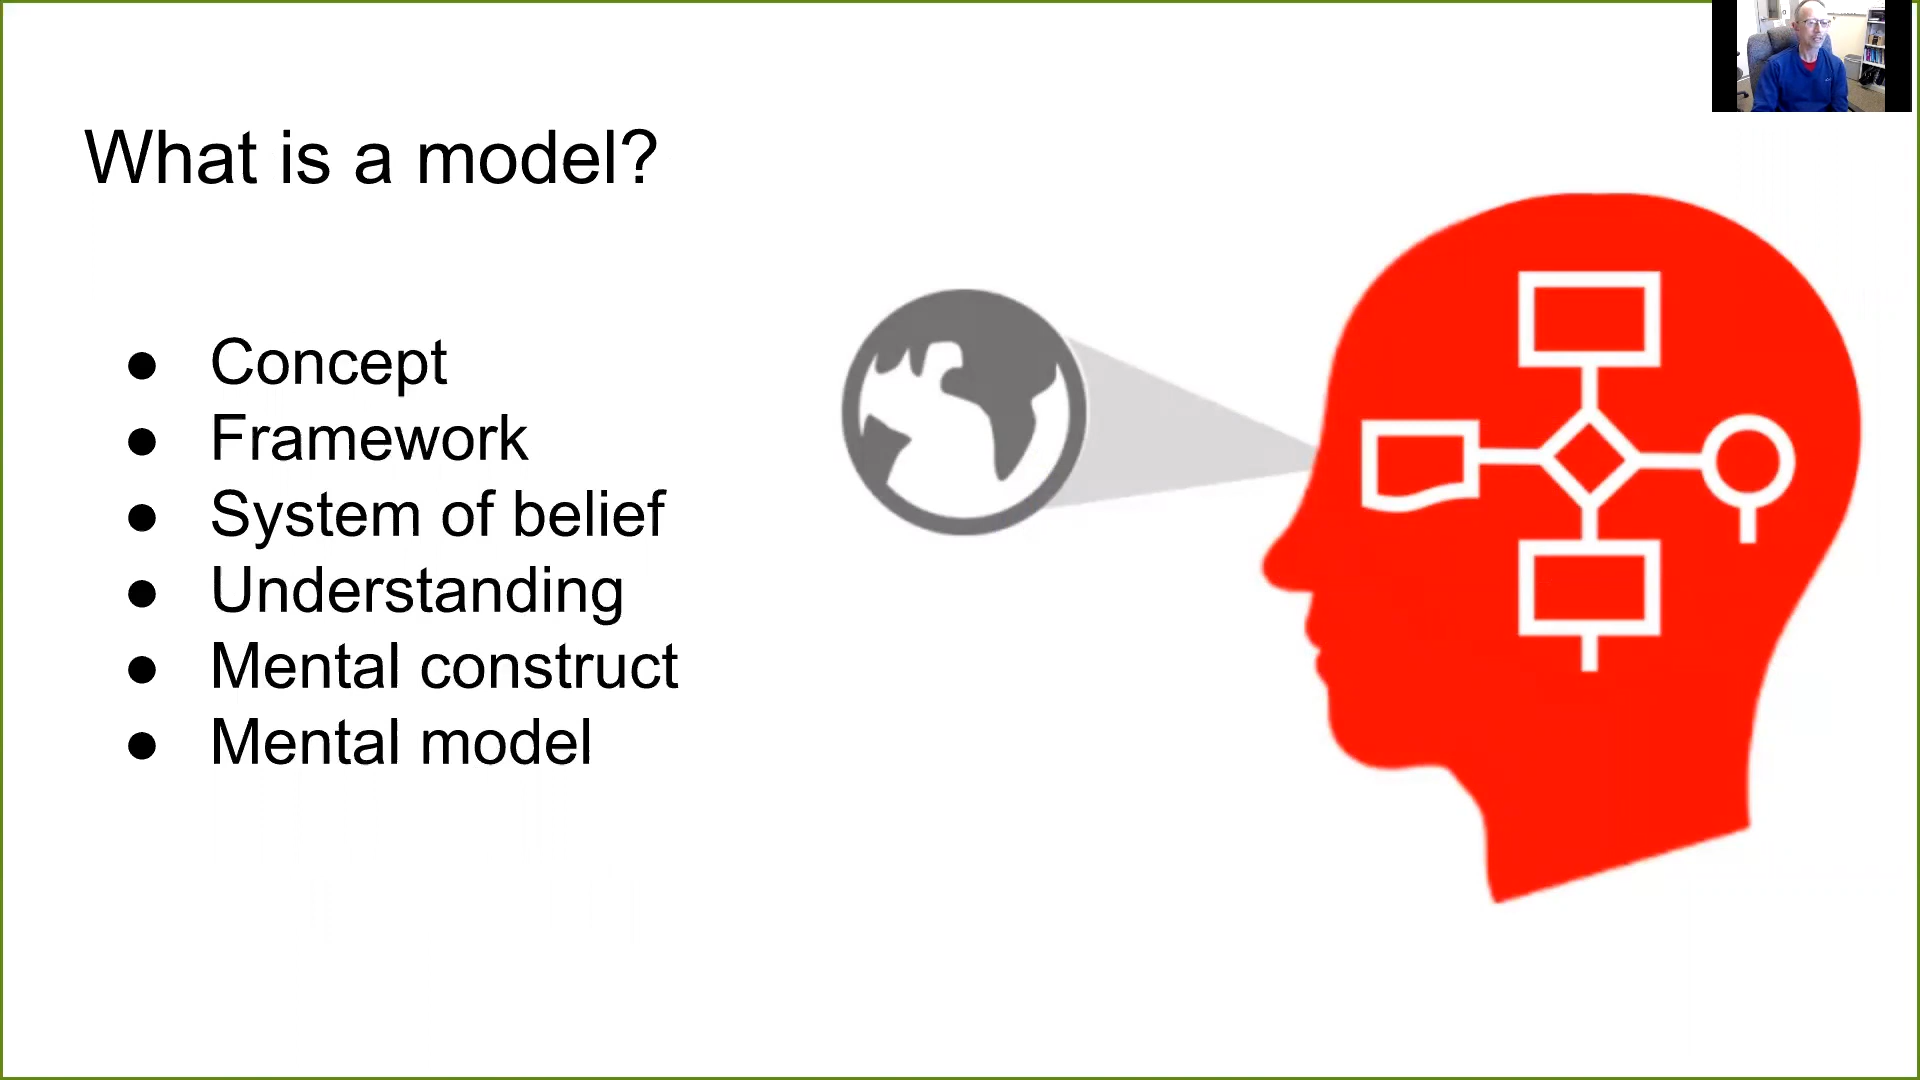 What is a model?
● Concept
● Framework
● System of belief
● Understanding
● Mental construct
● Mental model